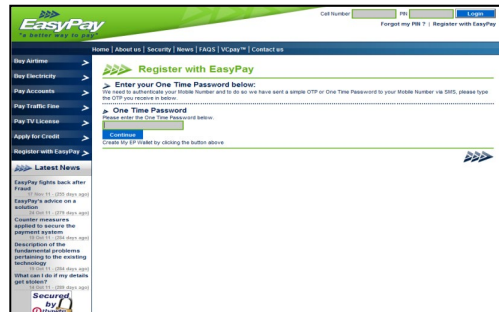 Cell Number PIN Login
Forgot my PIN ? | Register with EasyPay
EasyPay
"a better way to pay"
Home | About us | Security | News | FAQS | VCpay™ | Contact us
Buy Airtime
Buy Electricity
Pay Accounts
Pay Traffic Fine
Pay TV License
Apply for Credit
Register with EasyPay
Latest News
EasyPay fights back after
Fraud
EasyPay's advice on a
solution
Counter measures
applied to secure the
payment system
Description of the
fundamental problems
pertaining to the existing
technology
What can I do if my details
get stolen?
Secured
by
Register with EasyPay
Enter your One Time Password below:
We need to authenticate your Mobile Number and to do so we have sent a simple OTP or One Time Password to your Mobile Number via SMS, please type
the OTP you receive in below.
One Time Password
Please enter the One Time Password below.
Continue
Create My EP Wallet by clicking the button above